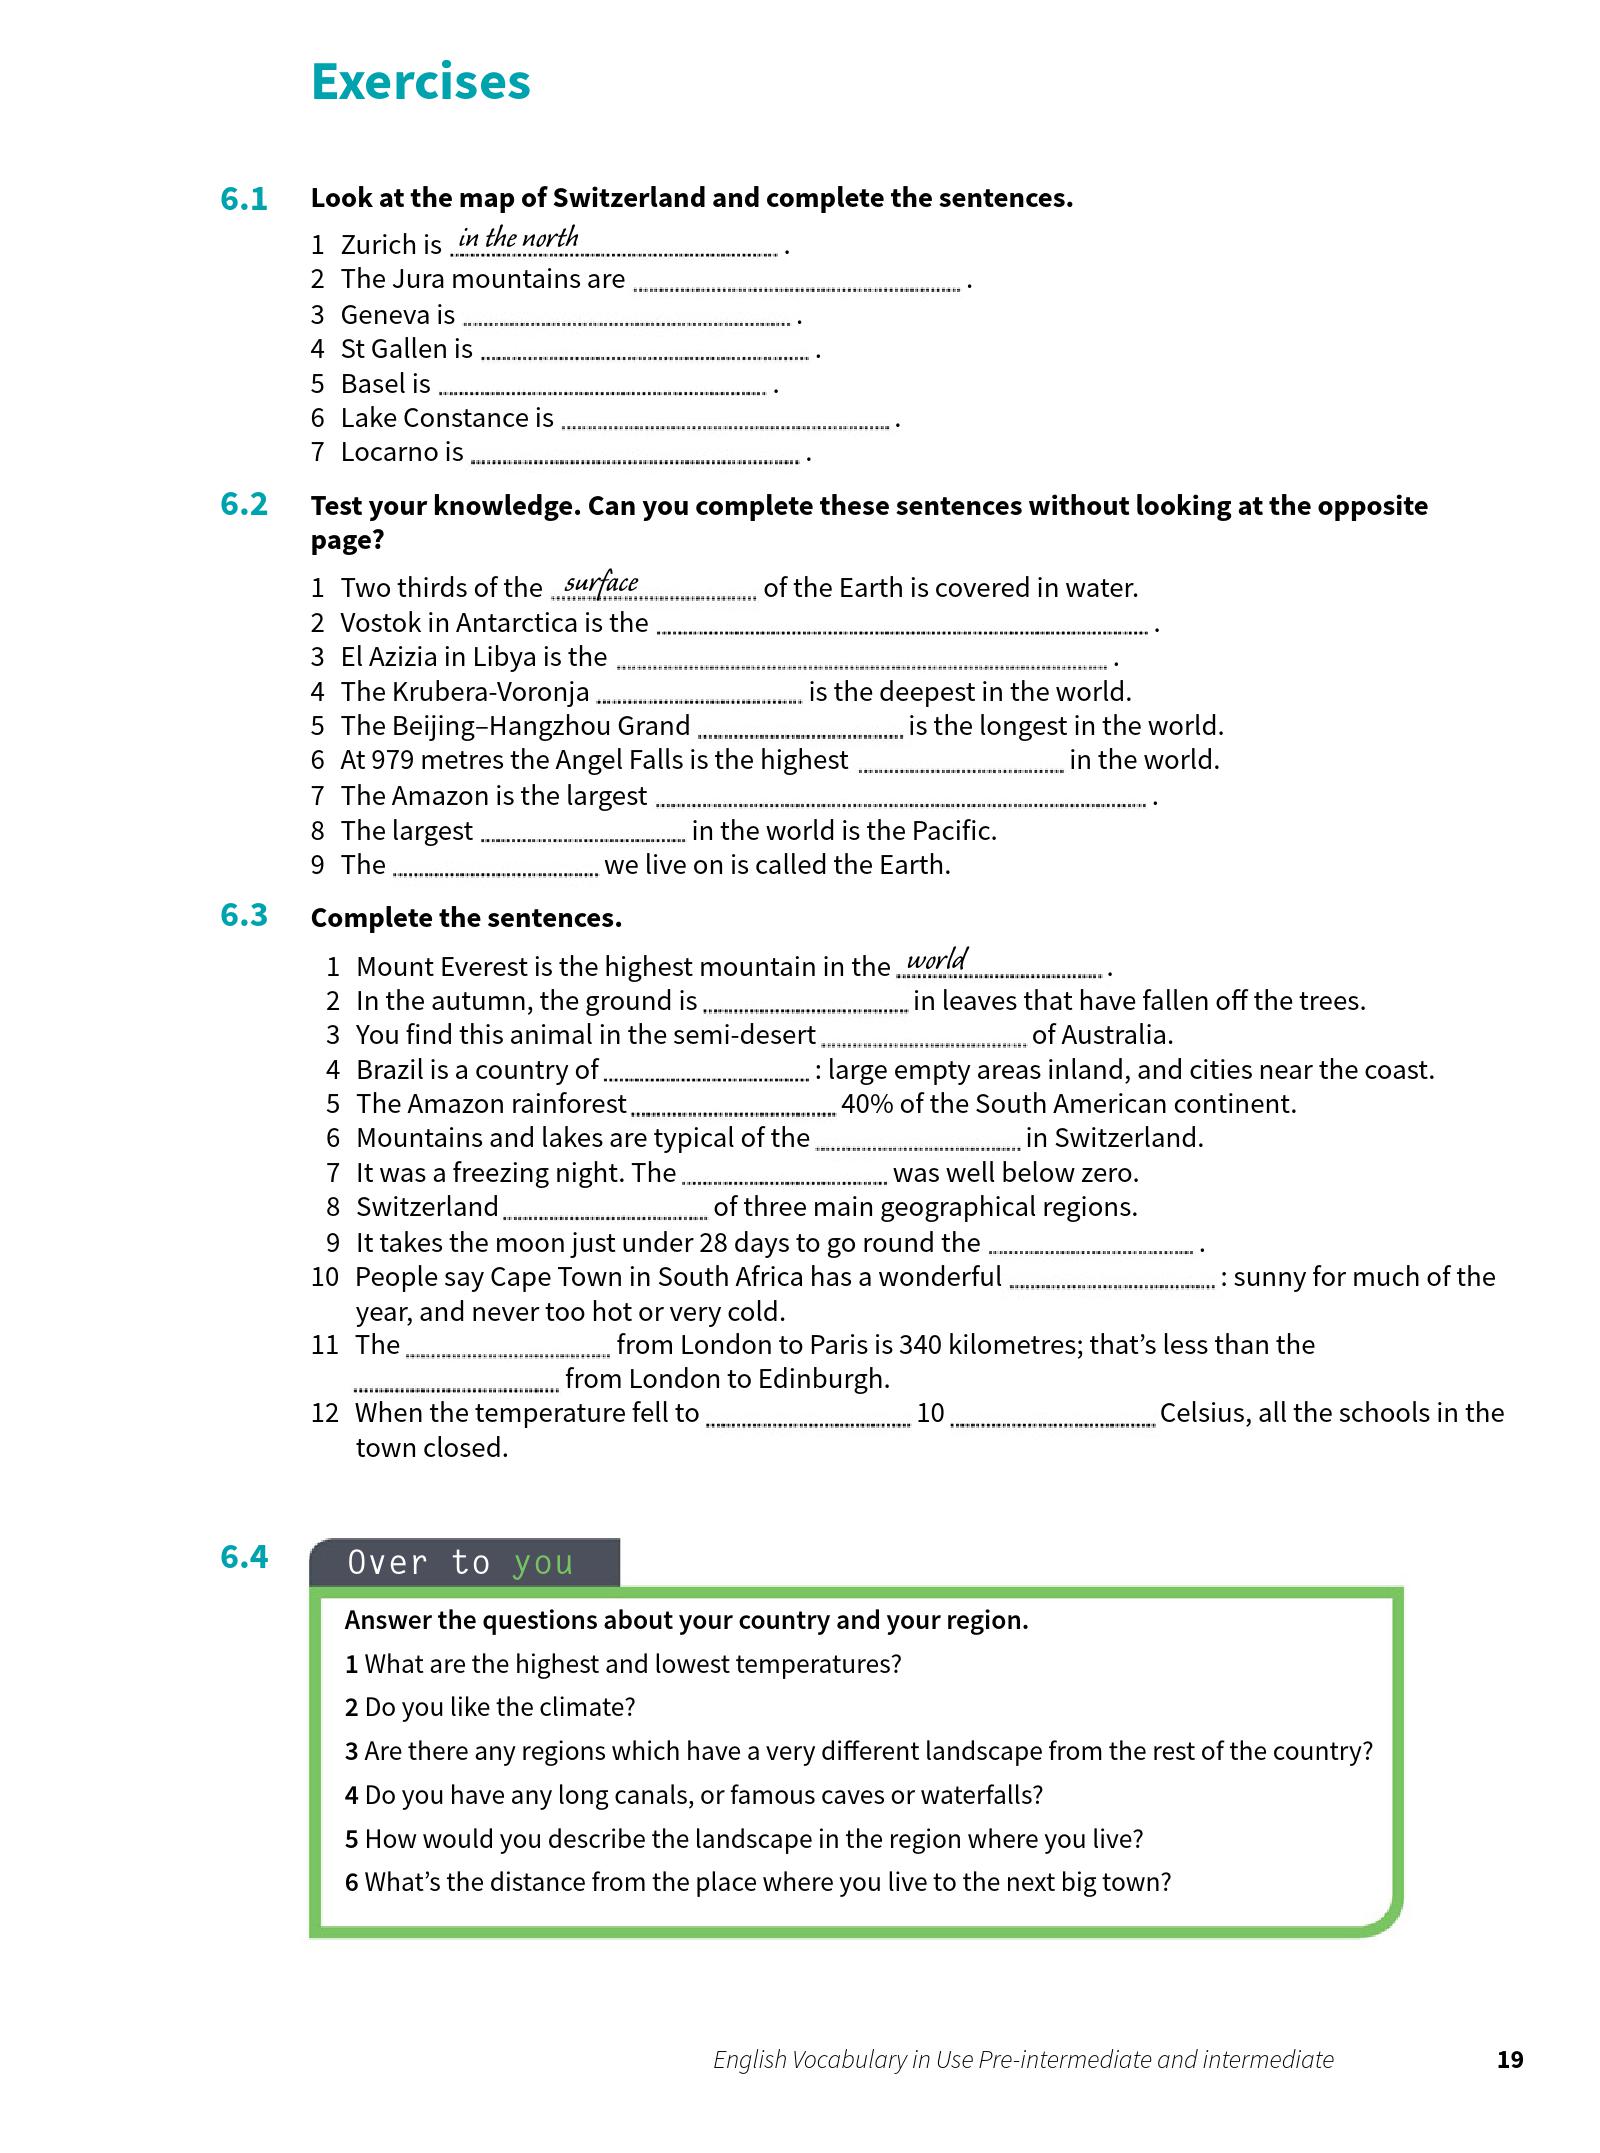 Exercises
6.1 Look at the map of Switzerland and complete the sentences.
1 Zurich is in the north .
2 The Jura mountains are .
3 Geneva is .
4 St Gallen is .
5 Basel is .
6 Lake Constance is .
7 Locarno is .
6.2 Test your knowledge. Can you complete these sentences without looking at the opposite
page?
1 Two thirds of the surface of the Earth is covered in water.
2 Vostok in Antarctica is the .
3 El Azizia in Libya is the .
4 The Krubera-Voronja is the deepest in the world.
5 The Beijing–Hangzhou Grand is the longest in the world.
6 At 979 metres the Angel Falls is the highest in the world.
7 The Amazon is the largest .
8 The largest in the world is the Pacific.
9 The we live on is called the Earth.
6.3 Complete the sentences.
1 Mount Everest is the highest mountain in the world .
2 In the autumn, the ground is in leaves that have fallen off the trees.
3 You find this animal in the semi-desert of Australia.
4 Brazil is a country of : large empty areas inland, and cities near the coast.
5 The Amazon rainforest 40% of the South American continent.
6 Mountains and lakes are typical of the in Switzerland.
7 It was a freezing night. The was well below zero.
8 Switzerland of three main geographical regions.
9 It takes the moon just under 28 days to go round the .
10 People say Cape Town in South Africa has a wonderful : sunny for much of the
year, and never too hot or very cold.
11 The from London to Paris is 340 kilometres; that’s less than the
from London to Edinburgh.
12 When the temperature fell to 10 Celsius, all the schools in the
town closed.
6.4 Over to you
Answer the questions about your country and your region.
1 What are the highest and lowest temperatures?
2 Do you like the climate?
3 Are there any regions which have a very different landscape from the rest of the country?
4 Do you have any long canals, or famous caves or waterfalls?
5 How would you describe the landscape in the region where you live?
6 What’s the distance from the place where you live to the next big town?
English Vocabulary in Use Pre-intermediate and intermediate 19